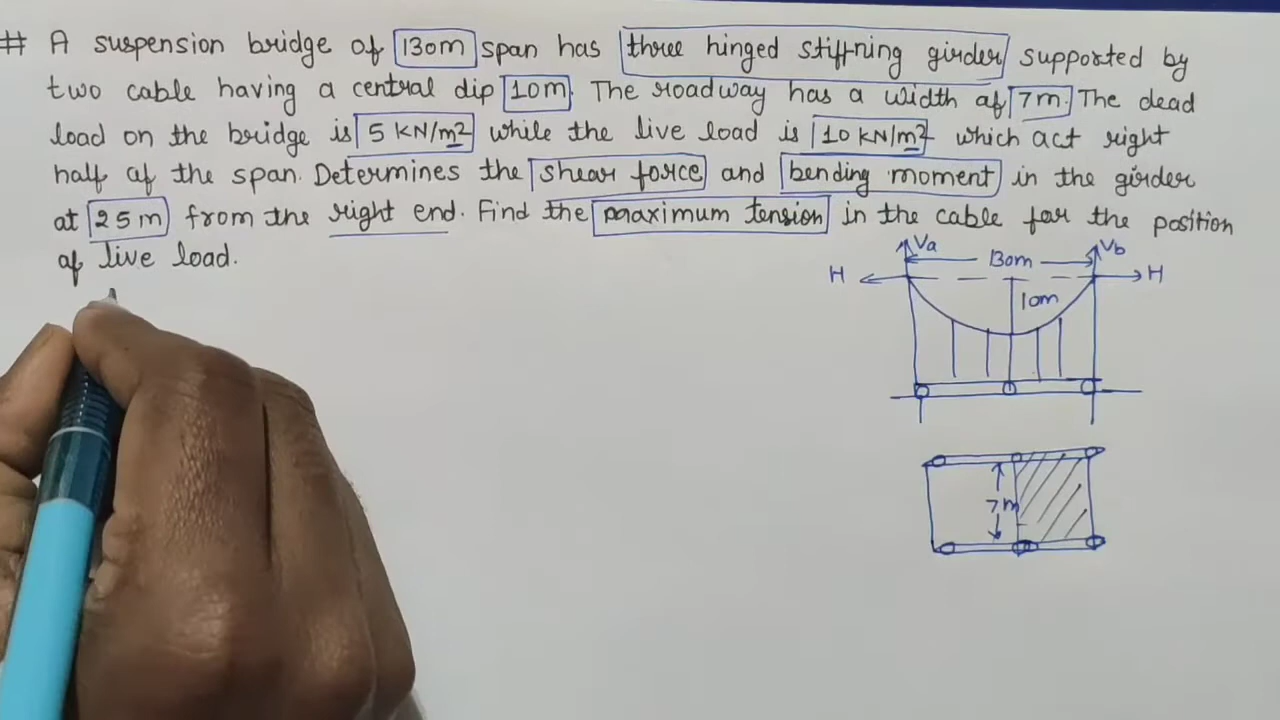 # A suspension bridge of 130m span has three hinged stiffning girder supported by
two cable having a central dip 10m. The roadway has a width of 7m. The dead
load on the bridge is 5 KN/m2 while the live load is 10 KN/m2 which act right
half of the span. Determines the shear force and bending moment in the girder
at 25m from the right end. Find the maximum tension in the cable for the position
of live load.
Va
130m
Vb
H
H
10m
7m